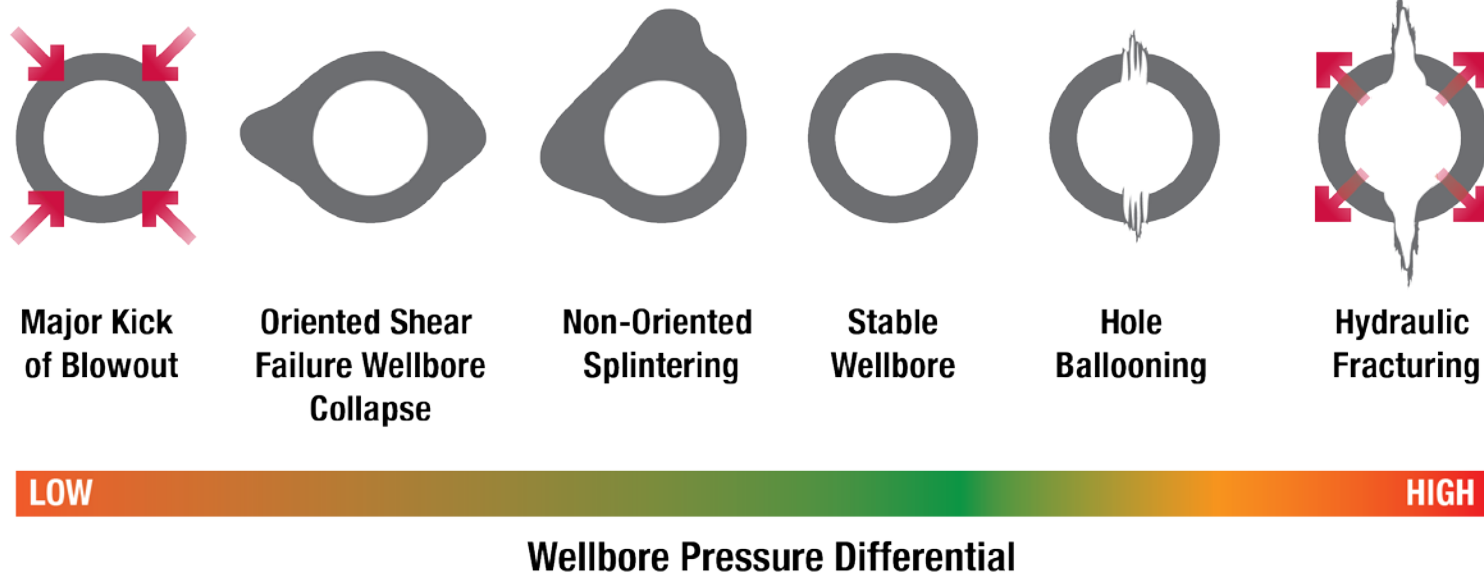 Major Kick
of Blowout
Oriented Shear
Failure Wellbore
Collapse
Non-Oriented
Splintering
Stable
Wellbore
Hole
Ballooning
Hydraulic
Fracturing
LOW
HIGH
Wellbore Pressure Differential